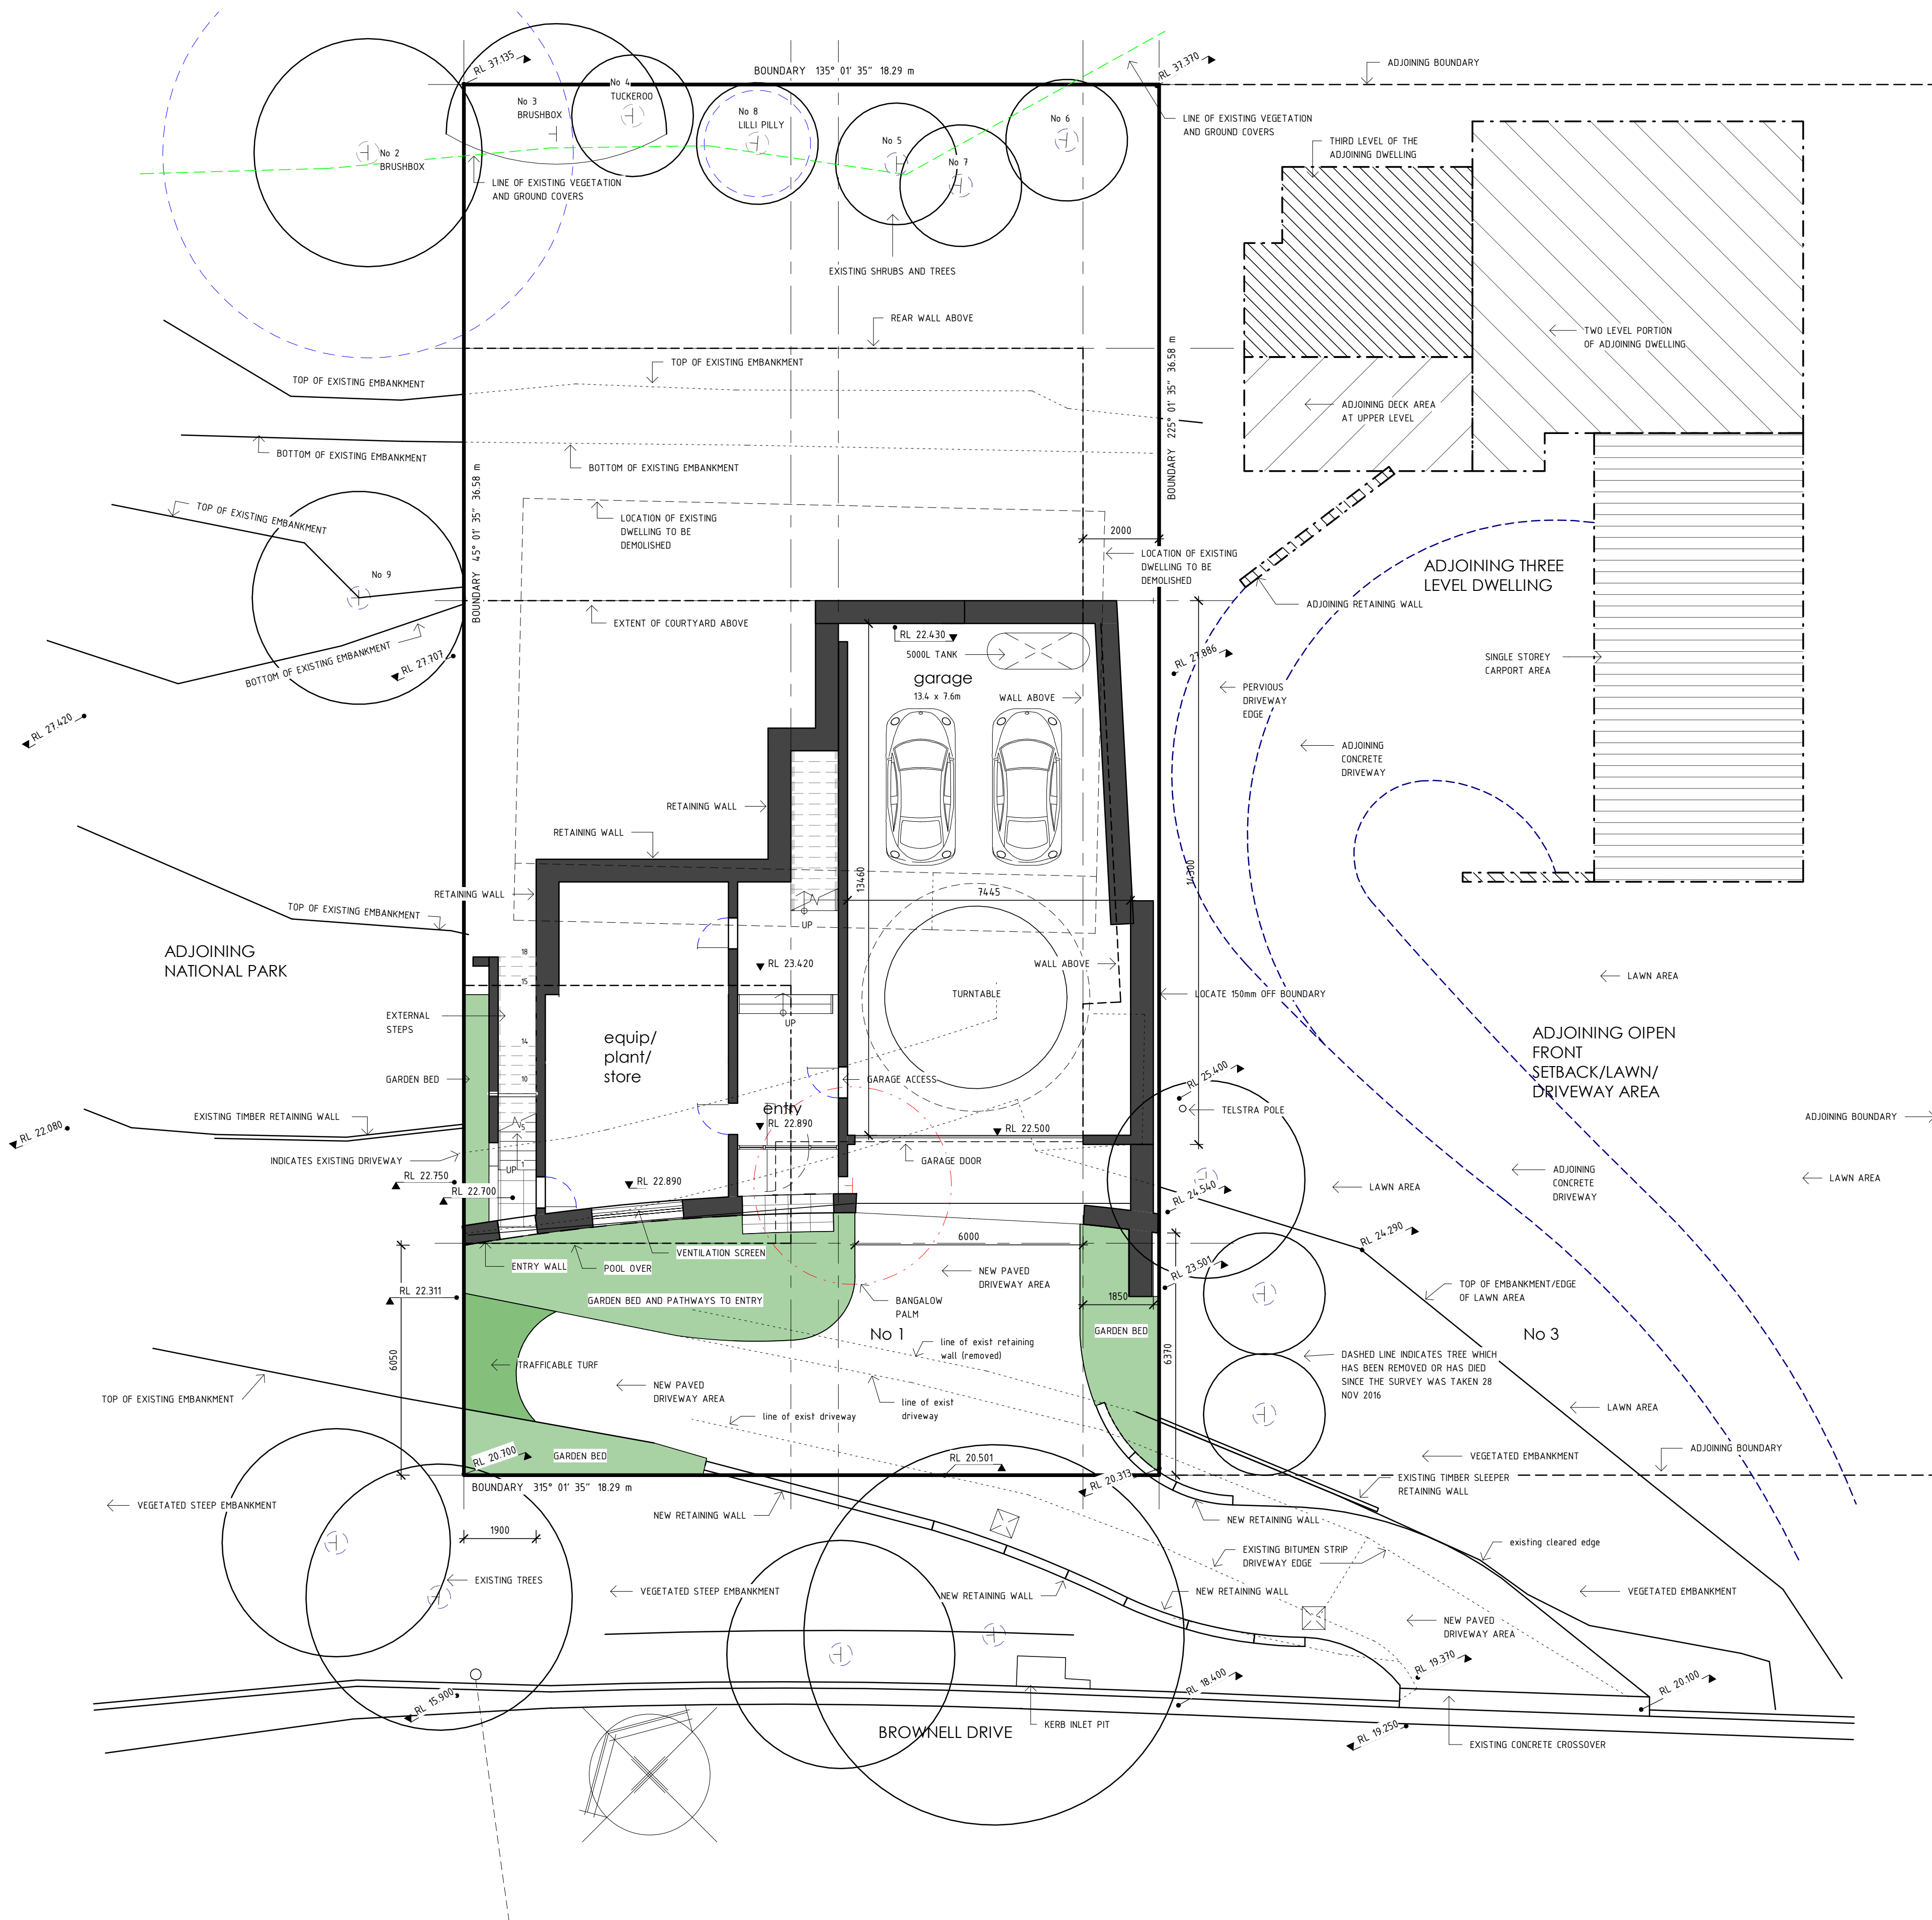 RL 37.135
BOUNDARY 135° 01' 35" 18.29 m
RL 37.370
ADJOINING BOUNDARY
No 4
TUCKEROO
No 3
BRUSHBOX
No 8
LILLI PILLY
No 5
No 7
No 6
LINE OF EXISTING VEGETATION
AND GROUND COVERS
THIRD LEVEL OF THE
ADJOINING DWELLING
No 2
BRUSHBOX
LINE OF EXISTING VEGETATION
AND GROUND COVERS
EXISTING SHRUBS AND TREES
REAR WALL ABOVE
TWO LEVEL PORTION
OF ADJOINING DWELLING
TOP OF EXISTING EMBANKMENT
TOP OF EXISTING EMBANKMENT
BOUNDARY 225° 01' 35" 36.58 m
ADJOINING DECK AREA
AT UPPER LEVEL
BOTTOM OF EXISTING EMBANKMENT
BOTTOM OF EXISTING EMBANKMENT
BOUNDARY 45° 01' 35" 36.58 m
TOP OF EXISTING EMBANKMENT
LOCATION OF EXISTING
DWELLING TO BE
DEMOLISHED
2000
LOCATION OF EXISTING
DWELLING TO BE
DEMOLISHED
ADJOINING THREE
LEVEL DWELLING
No 9
ADJOINING RETAINING WALL
EXTENT OF COURTYARD ABOVE
BOTTOM OF EXISTING EMBANKMENT
RL 27.707
RL 22.430
5000L TANK
garage
13.4 x 7.6m
WALL ABOVE
RL 27.886
PERVIOUS
DRIVEWAY
EDGE
SINGLE STOREY
CARPORT AREA
RL 27.420
ADJOINING
CONCRETE
DRIVEWAY
RETAINING WALL
RETAINING WALL
RETAINING WALL
13460
7445
14300
UP
TOP OF EXISTING EMBANKMENT
ADJOINING
NATIONAL PARK
18
15
RL 23.420
WALL ABOVE
LAWN AREA
TURNTABLE
LOCATE 150mm OFF BOUNDARY
EXTERNAL
STEPS
UP
equip/
plant/
store
14
10
5
1
UP
ADJOINING OIPEN
FRONT
SETBACK/LAWN/
DRIVEWAY AREA
GARDEN BED
GARAGE ACCESS
RL 25.400
TELSTRA POLE
ADJOINING BOUNDARY
EXISTING TIMBER RETAINING WALL
entry
RL 22.890
RL 22.500
RL 22.080
INDICATES EXISTING DRIVEWAY
GARAGE DOOR
RL 22.750
RL 22.700
RL 22.890
RL 24.540
LAWN AREA
ADJOINING
CONCRETE
DRIVEWAY
LAWN AREA
RL 24.290
6000
VENTILATION SCREEN
ENTRY WALL
POOL OVER
RL 23.501
NEW PAVED
DRIVEWAY AREA
TOP OF EMBANKMENT/EDGE
OF LAWN AREA
RL 22.311
GARDEN BED AND PATHWAYS TO ENTRY
BANGALOW
PALM
1850
GARDEN BED
No 1
No 3
line of exist retaining
wall (removed)
6050
6370
TRAFFICABLE TURF
DASHED LINE INDICATES TREE WHICH
HAS BEEN REMOVED OR HAS DIED
SINCE THE SURVEY WAS TAKEN 28
NOV 2016
TOP OF EXISTING EMBANKMENT
NEW PAVED
DRIVEWAY AREA
line of exist
driveway
line of exist driveway
LAWN AREA
RL 20.700
GARDEN BED
RL 20.501
RL 20.313
VEGETATED EMBANKMENT
ADJOINING BOUNDARY
EXISTING TIMBER SLEEPER
RETAINING WALL
BOUNDARY 315° 01' 35" 18.29 m
VEGETATED STEEP EMBANKMENT
NEW RETAINING WALL
NEW RETAINING WALL
1900
existing cleared edge
EXISTING BITUMEN STRIP
DRIVEWAY EDGE
EXISTING TREES
VEGETATED STEEP EMBANKMENT
NEW RETAINING WALL
NEW RETAINING WALL
VEGETATED EMBANKMENT
NEW PAVED
DRIVEWAY AREA
RL 19.370
RL 18.400
RL 20.100
RL 15.900
BROWNELL DRIVE
KERB INLET PIT
RL 19.250
EXISTING CONCRETE CROSSOVER